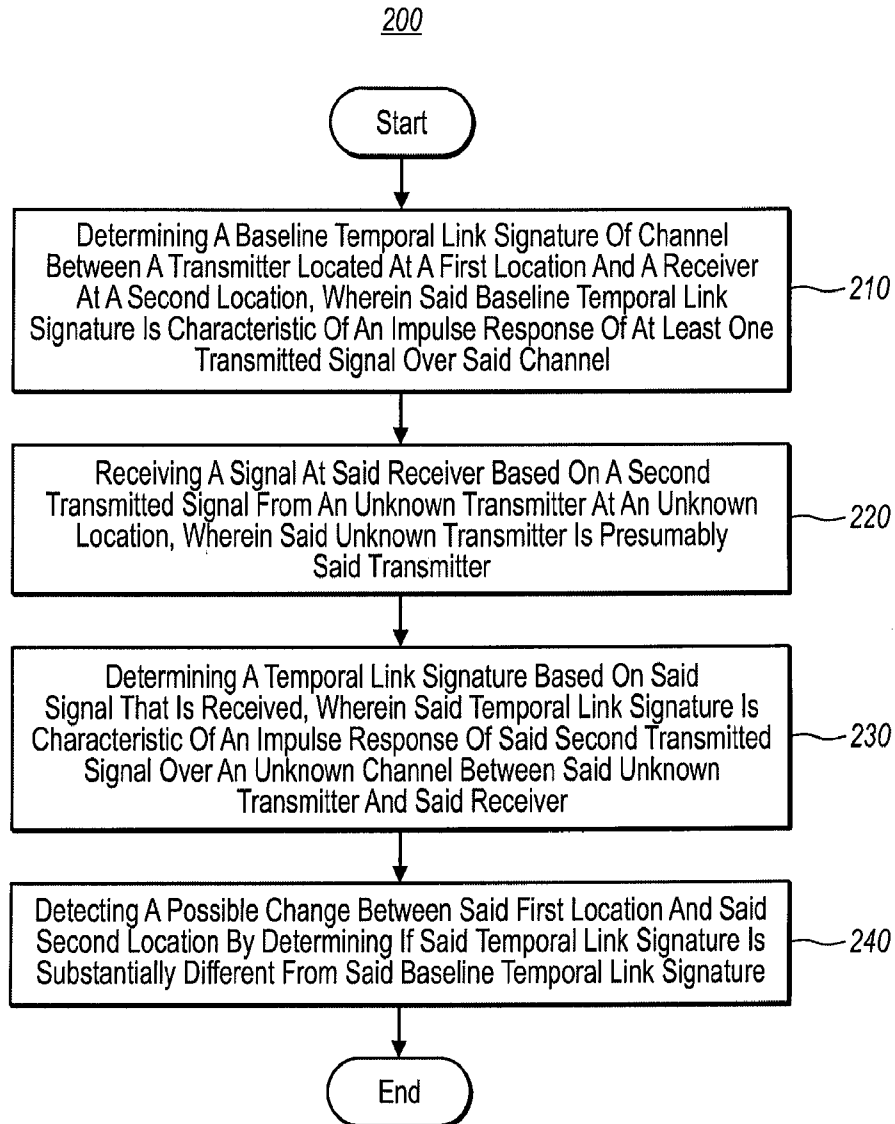 200
Start
Determining A Baseline Temporal Link Signature Of Channel
Between A Transmitter Located At A First Location And A Receiver
At A Second Location, Wherein Said Baseline Temporal Link
Signature Is Characteristic Of An Impulse Response Of At Least One
Transmitted Signal Over Said Channel
210
Receiving A Signal At Said Receiver Based On A Second
Transmitted Signal From An Unknown Transmitter At An Unknown
Location, Wherein Said Unknown Transmitter Is Presumably
Said Transmitter
220
Determining A Temporal Link Signature Based On Said
Signal That Is Received, Wherein Said Temporal Link Signature Is
Characteristic Of An Impulse Response Of Said Second Transmitted
Signal Over An Unknown Channel Between Said Unknown
Transmitter And Said Receiver
230
Detecting A Possible Change Between Said First Location And Said
Second Location By Determining If Said Temporal Link Signature Is
Substantially Different From Said Baseline Temporal Link Signature
240
End